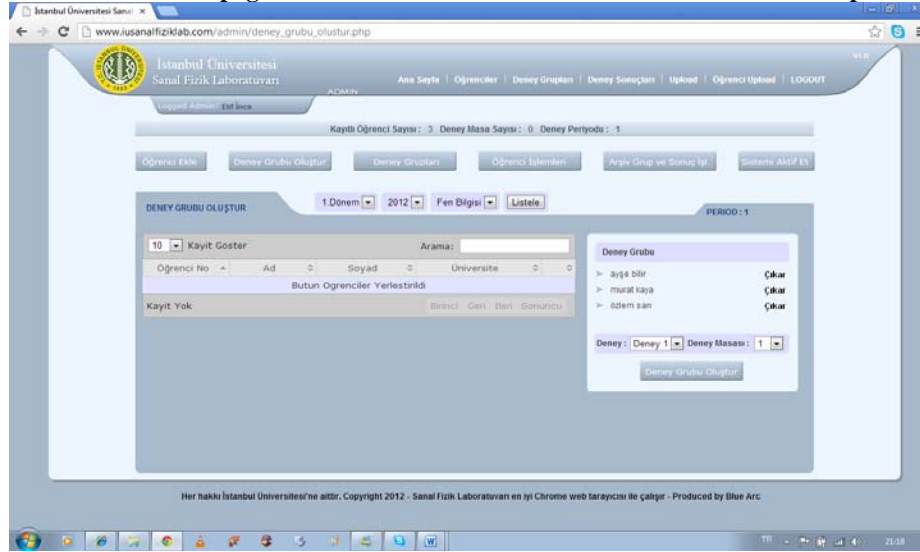 İstanbul Üniversitesi Sanal
www.iusanalfiziklab.com/admin/deney_grubu_olustur.php
İstanbul Üniversitesi
Sanal Fizik Laboratuvarı
ADMIN
Ana Sayfa | Öğrenciler | Deney Grupları | Deney Sonuçları | Upload | Öğrenci Upload | LOGOUT
Logged Admin: Elif İnce
Kayıtlı Öğrenci Sayısı : 3 Deney Masa Sayısı : 0 Deney Periyodu : 1
Öğrenci Ekle Deney Grubu Oluştur Deney Grupları Öğrenci İşlemleri Arşiv Grup ve Sonuç İşl. Sistemi Aktif Et
DENEY GRUBU OLUŞTUR
1.Dönem 2012 Fen Bilgisi Listele
PERIOD : 1
10 Kayit Goster Arama:
Öğrenci No Ad Soyad Üniversite
Butun Ogrenciler Yerlestirildi
Kayit Yok Birinci Geri Ileri Sonuncu
Deney Grubu
ayşe bilir Çıkar
murat kaya Çıkar
özlem sarı Çıkar
Deney : Deney 1 Deney Masası : 1
Deney Grubu Oluştur
Her hakkı İstanbul Üniversitesi'ne aittir. Copyright 2012 - Sanal Fizik Laboratuvarı en iyi Chrome web tarayıcısı ile çalışır - Produced by Blue Arc
TR 21:18